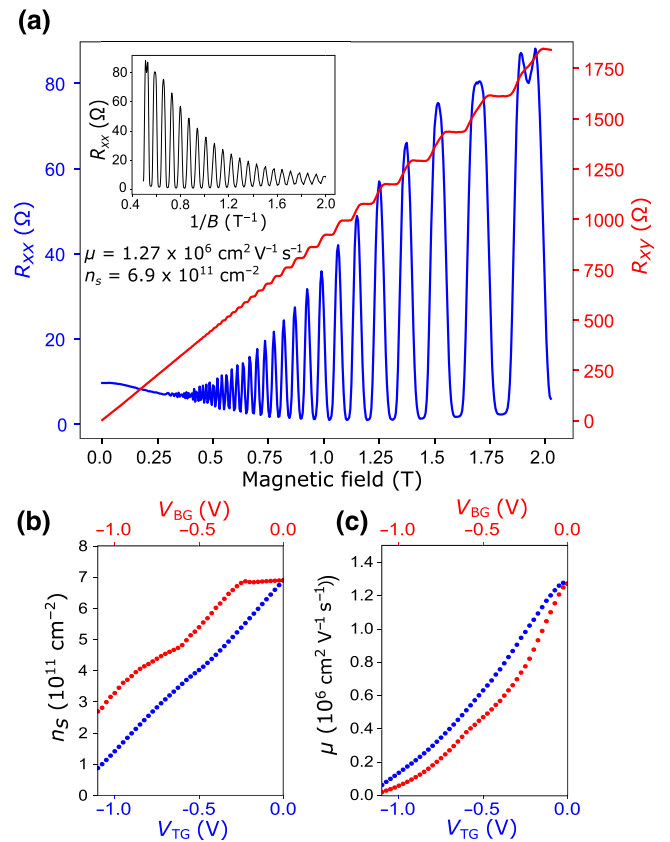 (a)
80
60
40
20
0
R_xx (Ω)
1750
1500
1250
1000
750
500
250
0
R_xy (Ω)
80
60
40
20
0
R_xx (Ω)
0.4 0.8 1.2 1.6 2.0
1/B (T⁻¹)
μ = 1.27 x 10⁶ cm² V⁻¹ s⁻¹
n_s = 6.9 x 10¹¹ cm⁻²
0.0 0.25 0.50 0.75 1.0 1.25 1.50 1.75 2.0
Magnetic field (T)
(b)
V_BG (V)
−1.0 −0.5 0.0
8
7
6
5
4
3
2
1
0
n_s (10¹¹ cm⁻²)
−1.0 −0.5 0.0
V_TG (V)
(c)
V_BG (V)
−1.0 −0.5 0.0
1.4
1.2
1.0
0.8
0.6
0.4
0.2
0.0
μ (10⁶ cm² V⁻¹ s⁻¹))
−1.0 −0.5 0.0
V_TG (V)